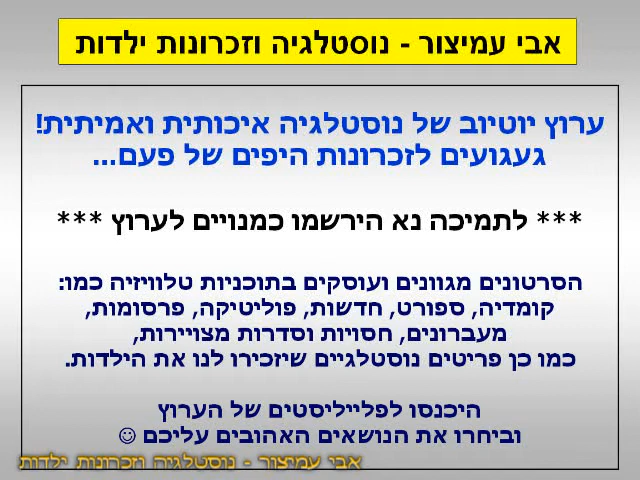 אבי עמיצור - נוסטלגיה וזכרונות ילדות
ערוץ יוטיוב של נוסטלגיה איכותית ואמיתית!
געגועים לזכרונות היפים של פעם...
*** לתמיכה נא הירשמו כמנויים לערוץ ***
הסרטונים מגוונים ועוסקים בתוכניות טלוויזיה כמו:
קומדיה, ספורט, חדשות, פוליטיקה, פרסומות,
מעברונים, חסויות וסדרות מצויירות,
כמו כן פריטים נוסטלגיים שיזכירו לנו את הילדות.
היכנסו לפלייליסטים של הערוץ
וביחרו את הנושאים האהובים עליכם ☺
אבי עמיצור - נוסטלגיה וזכרונות ילדות